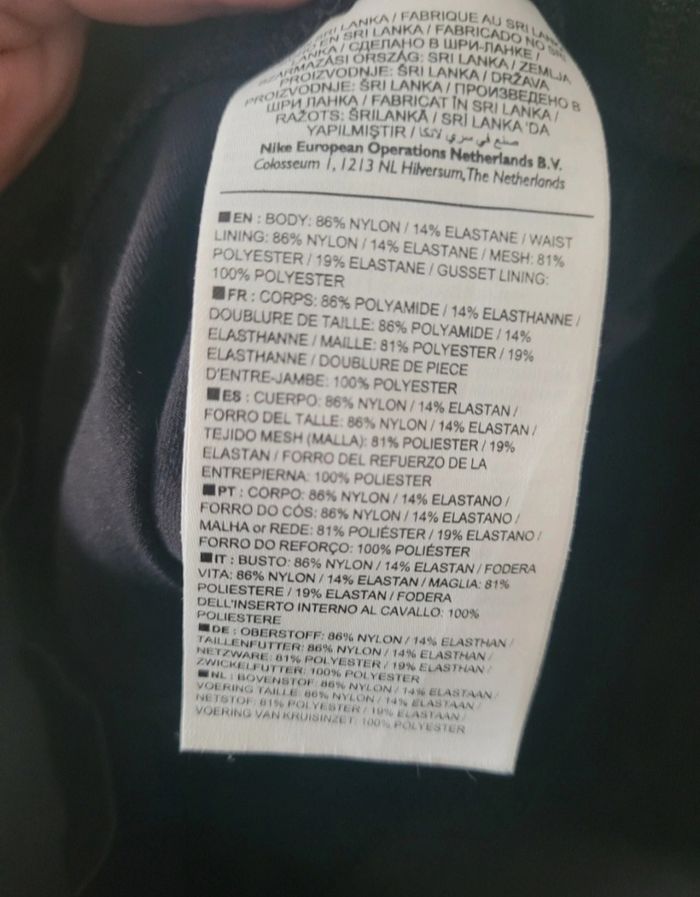 SRI LANKA / FABRIQUE AU SRI LANKA
EN SRI LANKA / FABRICADO NO SRI
LANKA / СДЕЛАНО В ШРИ-ЛАНКЕ /
SZÁRMAZÁSI ORSZÁG: SRI LANKA / ZEMLJA
PROIZVODNJE: ŠRI LANKA / DRŽAVA
PROIZVODNJE: ŠRI LANKA / ПРОИЗВЕДЕНО В
ШРИ ЛАНКА / FABRICAT ÎN SRI LANKA /
RAŽOTS: ŠRILANKĀ / SRİ LANKA 'DA
YAPILMIŞTIR / صنع في سري لانكا
Nike European Operations Netherlands B.V.
Colosseum 1, 1213 NL Hilversum, The Netherlands
EN : BODY: 86% NYLON / 14% ELASTANE / WAIST
LINING: 86% NYLON / 14% ELASTANE / MESH: 81%
POLYESTER / 19% ELASTANE / GUSSET LINING:
100% POLYESTER
FR : CORPS: 86% POLYAMIDE / 14% ELASTHANNE /
DOUBLURE DE TAILLE: 86% POLYAMIDE / 14%
ELASTHANNE / MAILLE: 81% POLYESTER / 19%
ELASTHANNE / DOUBLURE DE PIECE
D'ENTRE-JAMBE: 100% POLYESTER
ES : CUERPO: 86% NYLON / 14% ELASTAN /
FORRO DEL TALLE: 86% NYLON / 14% ELASTAN /
TEJIDO MESH (MALLA): 81% POLIESTER / 19%
ELASTAN / FORRO DEL REFUERZO DE LA
ENTREPIERNA: 100% POLIESTER
PT : CORPO: 86% NYLON / 14% ELASTANO /
FORRO DO CÓS: 86% NYLON / 14% ELASTANO /
MALHA or REDE: 81% POLIÉSTER / 19% ELASTANO /
FORRO DO REFORÇO: 100% POLIÉSTER
IT : BUSTO: 86% NYLON / 14% ELASTAN / FODERA
VITA: 86% NYLON / 14% ELASTAN / MAGLIA: 81%
POLIESTERE / 19% ELASTAN / FODERA
DELL'INSERTO INTERNO AL CAVALLO: 100%
POLIESTERE
DE : OBERSTOFF: 86% NYLON / 14% ELASTHAN /
TAILLENFUTTER: 86% NYLON / 14% ELASTHAN /
NETZWARE: 81% POLYESTER / 19% ELASTHAN /
ZWICKELFUTTER: 100% POLYESTER
NL : BOVENSTOF: 86% NYLON / 14% ELASTAAN /
VOERING TAILLE: 86% NYLON / 14% ELASTAAN /
NETSTOF: 81% POLYESTER / 19% ELASTAAN /
VOERING VAN KRUISINZET: 100% POLYESTER